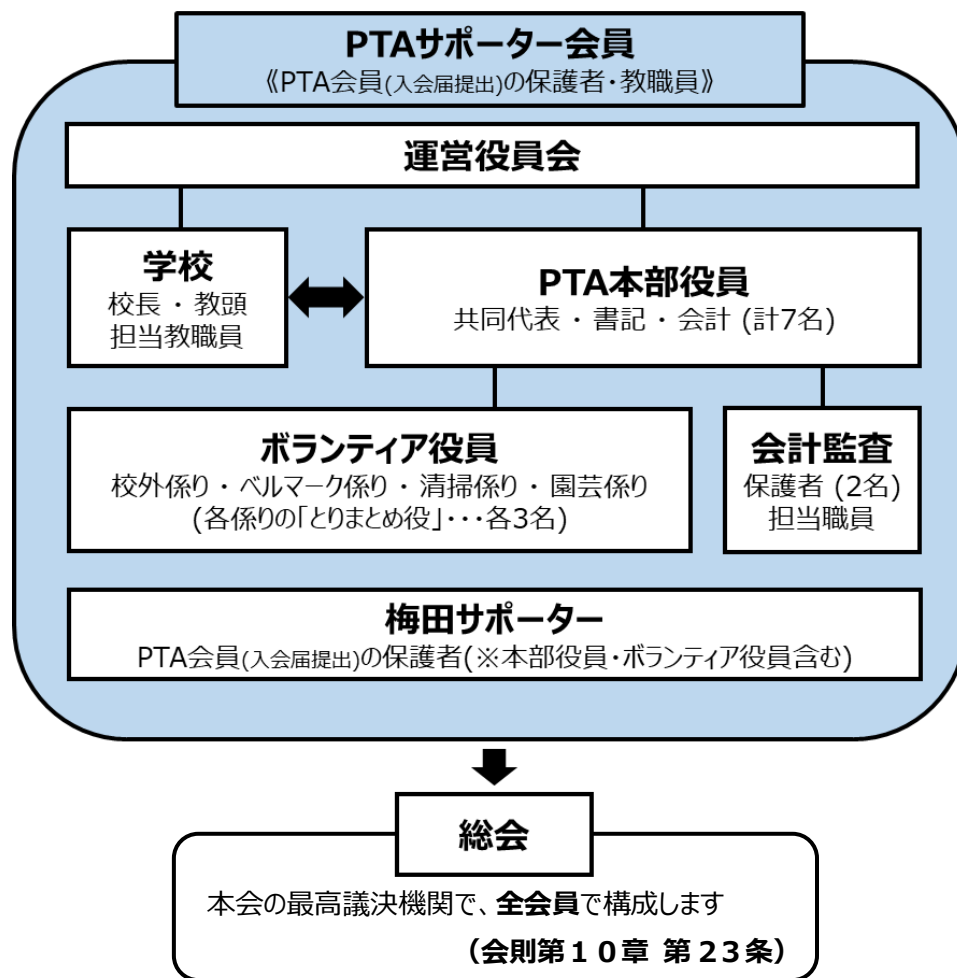 PTAサポーター会員
《PTA会員(入会届提出)の保護者・教職員》
運営役員会
学校
校長 ・ 教頭
担当教職員
PTA本部役員
共同代表 ・ 書記 ・ 会計 (計7名)
ボランティア役員
校外係り ・ ベルマーク係り ・ 清掃係り ・ 園芸係り
(各係りの「とりまとめ役」・・・各3名)
会計監査
保護者 (2名)
担当職員
梅田サポーター
PTA会員(入会届提出)の保護者(※本部役員・ボランティア役員含む)
総会
本会の最高議決機関で、全会員で構成します
（会則第１０章 第２３条）